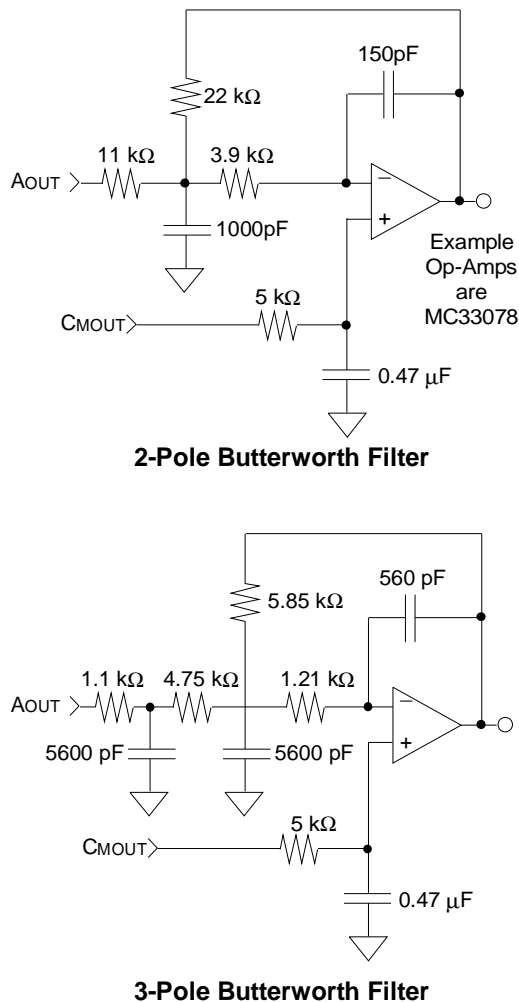 150pF
22 kΩ
11 kΩ
3.9 kΩ
AOUT
−
+
1000pF
Example
Op-Amps
are
MC33078
5 kΩ
CMOUT
0.47 µF
2-Pole Butterworth Filter
560 pF
5.85 kΩ
1.1 kΩ
4.75 kΩ
1.21 kΩ
AOUT
−
+
5600 pF
5600 pF
5 kΩ
CMOUT
0.47 µF
3-Pole Butterworth Filter